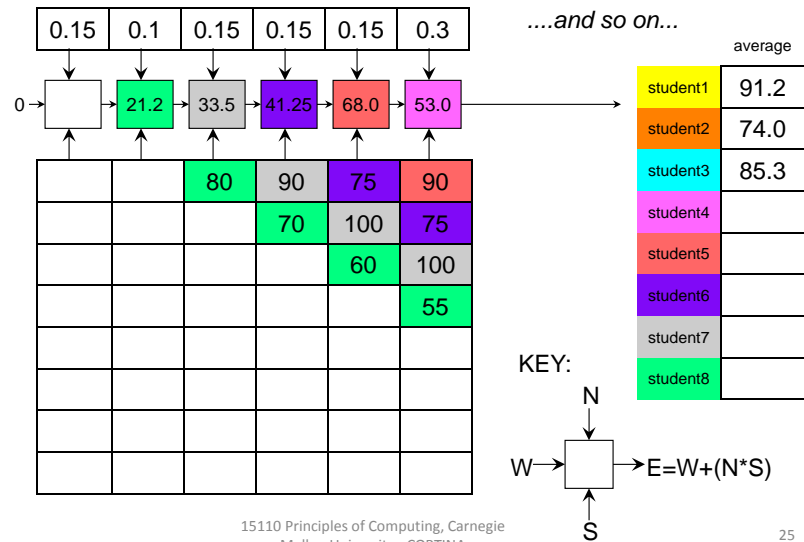 0.15 0.1 0.15 0.15 0.15 0.3
....and so on...
average
0 21.2 33.5 41.25 68.0 53.0
student1 91.2
student2 74.0
student3 85.3
student4
student5
student6
student7
student8
80 90 75 90
70 100 75
60 100
55
KEY:
N
W E=W+(N*S)
S
15110 Principles of Computing, Carnegie
25